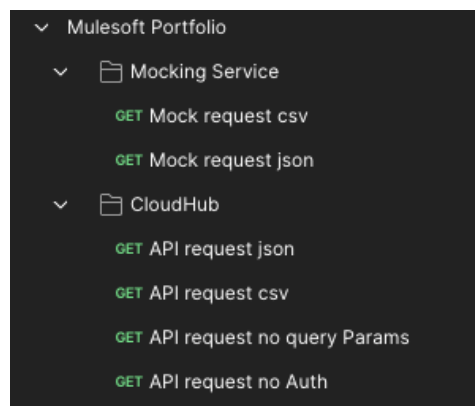 Mulesoft Portfolio
Mocking Service
GET Mock request csv
GET Mock request json
CloudHub
GET API request json
GET API request csv
GET API request no query Params
GET API request no Auth